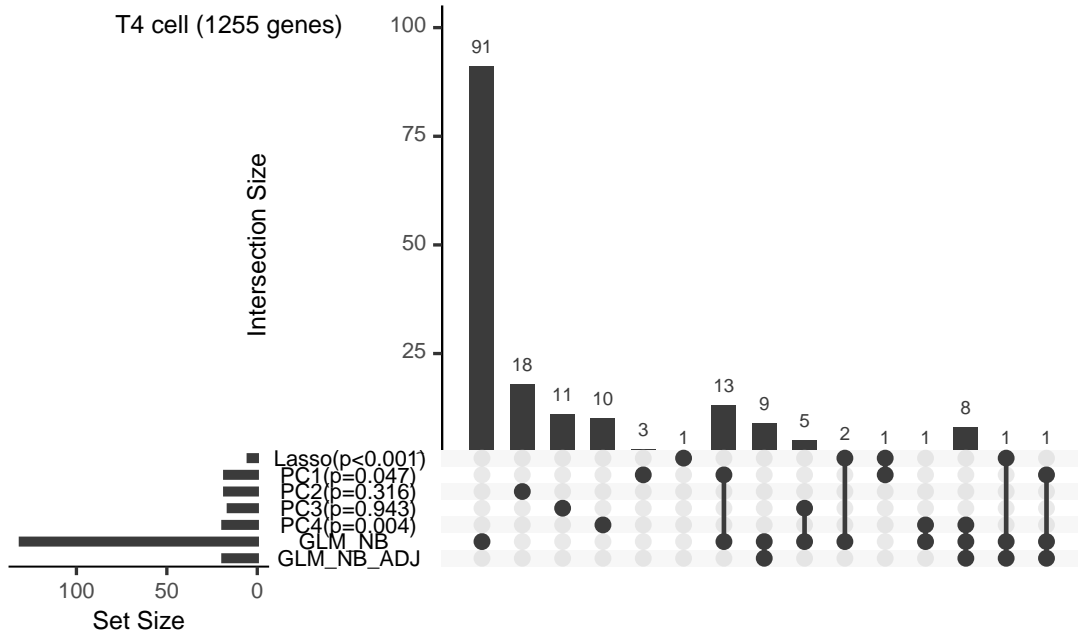 T4 cell (1255 genes)
Intersection Size
100
75
50
25
91
18
11
10
3
1
13
9
5
2
1
1
8
1
1
Lasso(p<0.001)
PC1(p=0.047)
PC2(p=0.316)
PC3(p=0.943)
PC4(p=0.004)
GLM_NB
GLM_NB_ADJ
100
50
0
Set Size